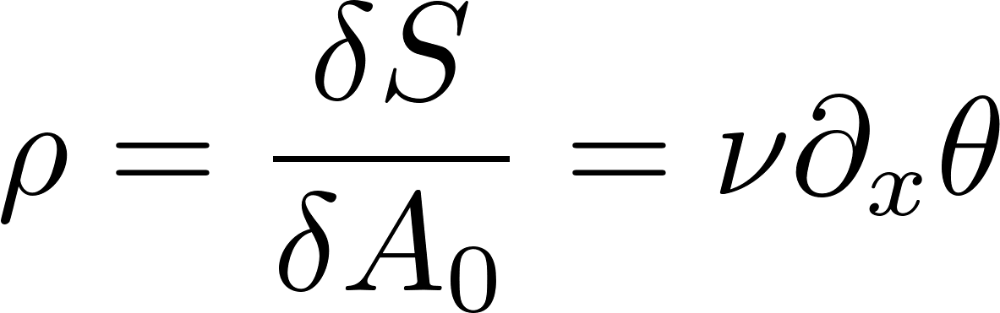 ρ = δS/δA₀ = ν∂ₓθ